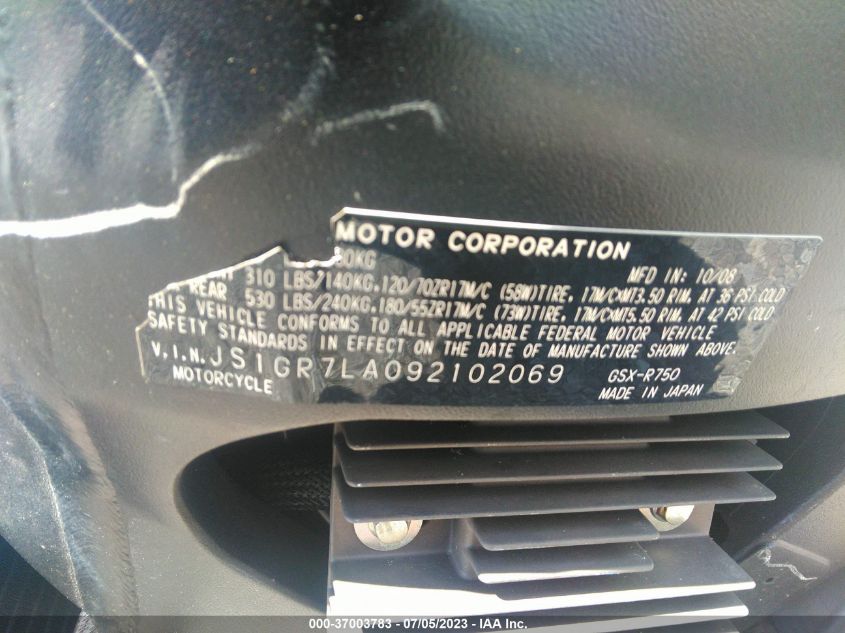 MOTOR CORPORATION
MFD IN: 10/08
310 LBS/140KG.120/70ZR17M/C (58W)TIRE. 17M/C×MT3.50 RIM. AT 36 PSI COLD
REAR 530 LBS/240KG.180/55ZR17M/C (73W)TIRE. 17M/C×MT5.50 RIM. AT 42 PSI COLD
THIS VEHICLE CONFORMS TO ALL APPLICABLE FEDERAL MOTOR VEHICLE
SAFETY STANDARDS IN EFFECT ON THE DATE OF MANUFACTURE SHOWN ABOVE.
V.I.N. JS1GR7LA092102069 GSX-R750
MOTORCYCLE MADE IN JAPAN
000-37003783 - 07/05/2023 - © IAA Inc.